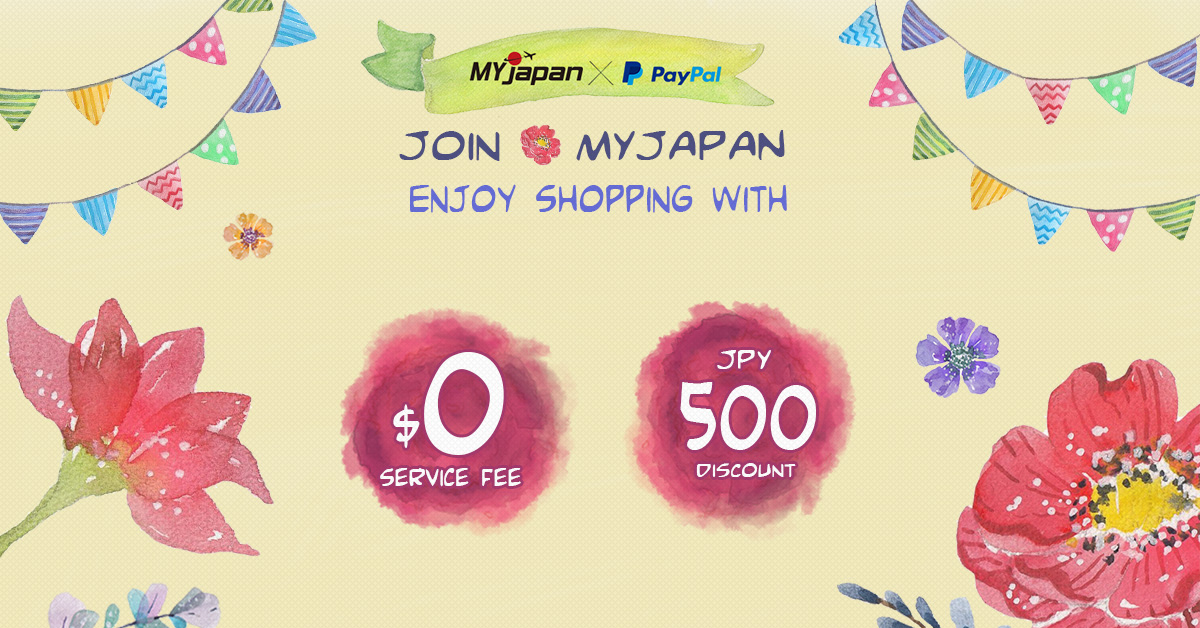 MYjapan × PayPal
JOIN MYJAPAN
ENJOY SHOPPING WITH
$0
SERVICE FEE
JPY
500
DISCOUNT